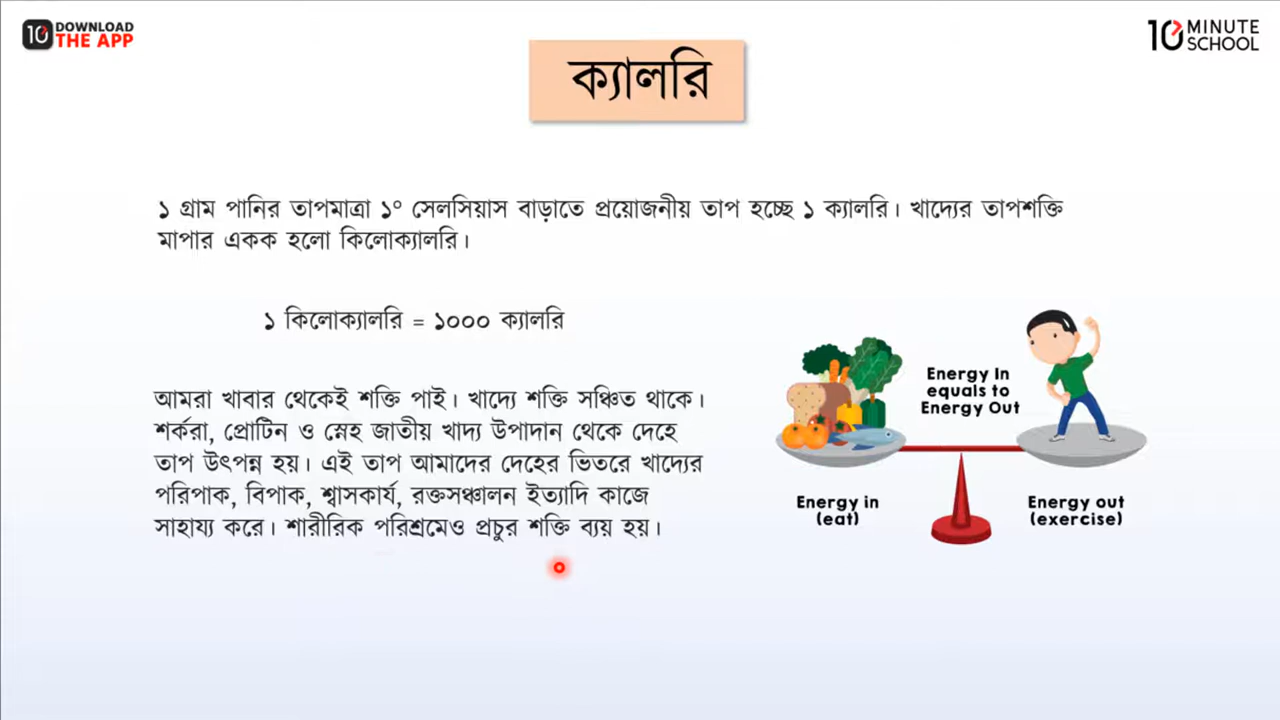 DOWNLOAD
THE APP
10 MINUTE
SCHOOL
ক্যালরি
১ গ্রাম পানির তাপমাত্রা ১° সেলসিয়াস বাড়াতে প্রয়োজনীয় তাপ হচ্ছে ১ ক্যালরি। খাদ্যের তাপশক্তি
মাপার একক হলো কিলোক্যালরি।
১ কিলোক্যালরি = ১০০০ ক্যালরি
আমরা খাবার থেকেই শক্তি পাই। খাদ্যে শক্তি সঞ্চিত থাকে।
শর্করা, প্রোটিন ও স্নেহ জাতীয় খাদ্য উপাদান থেকে দেহে
তাপ উৎপন্ন হয়। এই তাপ আমাদের দেহের ভিতরে খাদ্যের
পরিপাক, বিপাক, শ্বাসকার্য, রক্তসঞ্চালন ইত্যাদি কাজে
সাহায্য করে। শারীরিক পরিশ্রমেও প্রচুর শক্তি ব্যয় হয়।
Energy In
equals to
Energy Out
Energy in
(eat)
Energy out
(exercise)